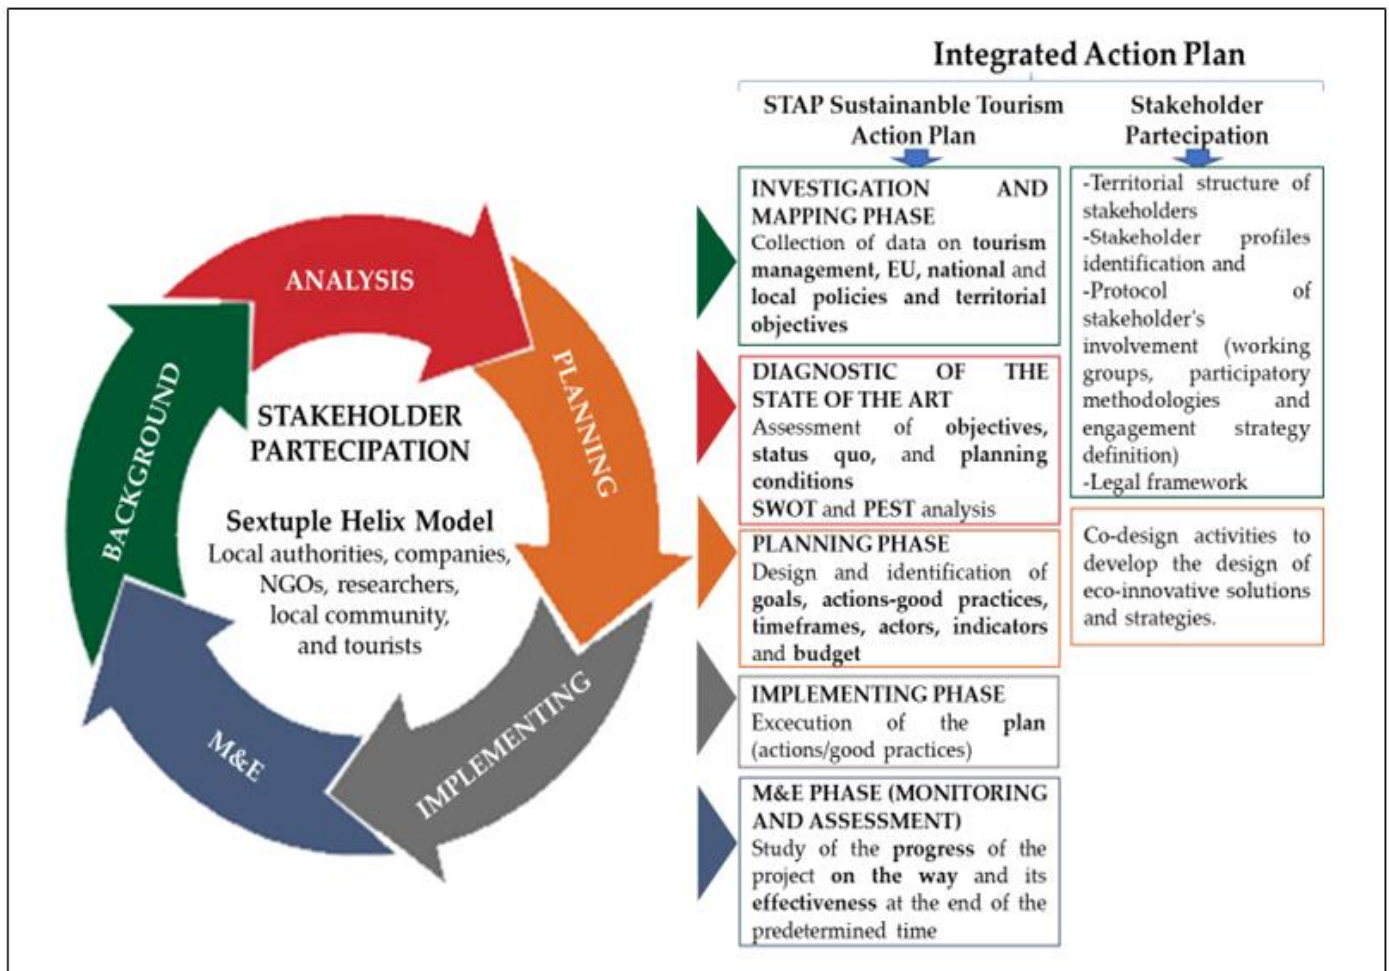 Integrated Action Plan
STAP Sustainanble Tourism
Action Plan
Stakeholder
Partecipation
ANALYSIS
PLANNING
IMPLEMENTING
M&E
BACKGROUND
STAKEHOLDER
PARTECIPATION
Sextuple Helix Model
Local authorities, companies,
NGOs, researchers,
local community,
and tourists
INVESTIGATION AND
MAPPING PHASE
Collection of data on tourism
management, EU, national and
local policies and territorial
objectives
DIAGNOSTIC OF THE
STATE OF THE ART
Assessment of objectives,
status quo, and planning
conditions
SWOT and PEST analysis
PLANNING PHASE
Design and identification of
goals, actions-good practices,
timeframes, actors, indicators
and budget
IMPLEMENTING PHASE
Excecution of the plan
(actions/good practices)
M&E PHASE (MONITORING
AND ASSESSMENT)
Study of the progress of the
project on the way and its
effectiveness at the end of the
predetermined time
-Territorial structure of
stakeholders
-Stakeholder profiles
identification and
-Protocol of
stakeholder's
involvement (working
groups, participatory
methodologies and
engagement strategy
definition)
-Legal framework
Co-design activities to
develop the design of
eco-innovative solutions
and strategies.